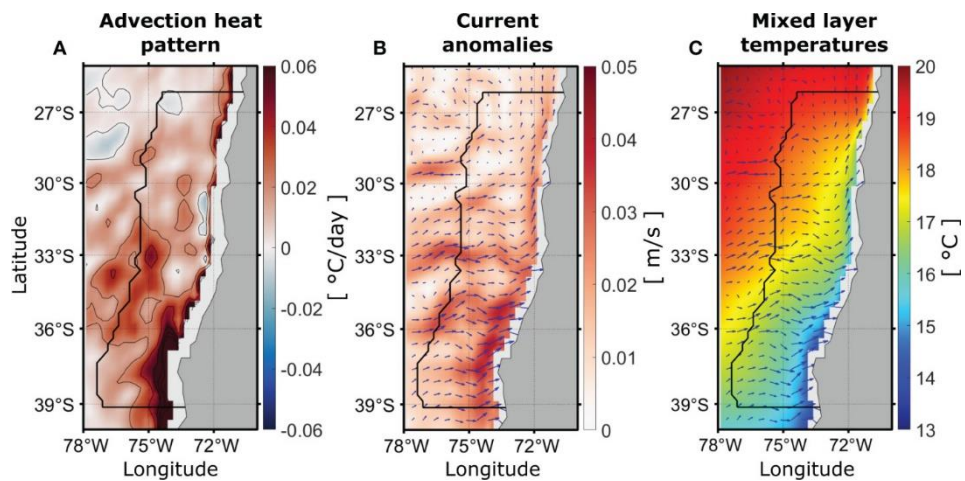 Advection heat
pattern
A
0.06
0.04
0.02
0
-0.02
-0.04
-0.06
[ °C/day ]
27°S
30°S
33°S
36°S
39°S
Latitude
78°W
75°W
72°W
Longitude
Current
anomalies
B
0.05
0.04
0.03
0.02
0.01
0
[ m/s ]
27°S
30°S
33°S
36°S
39°S
78°W
75°W
72°W
Longitude
Mixed layer
temperatures
C
20
19
18
17
16
15
14
13
[ °C]
27°S
30°S
33°S
36°S
39°S
78°W
75°W
72°W
Longitude